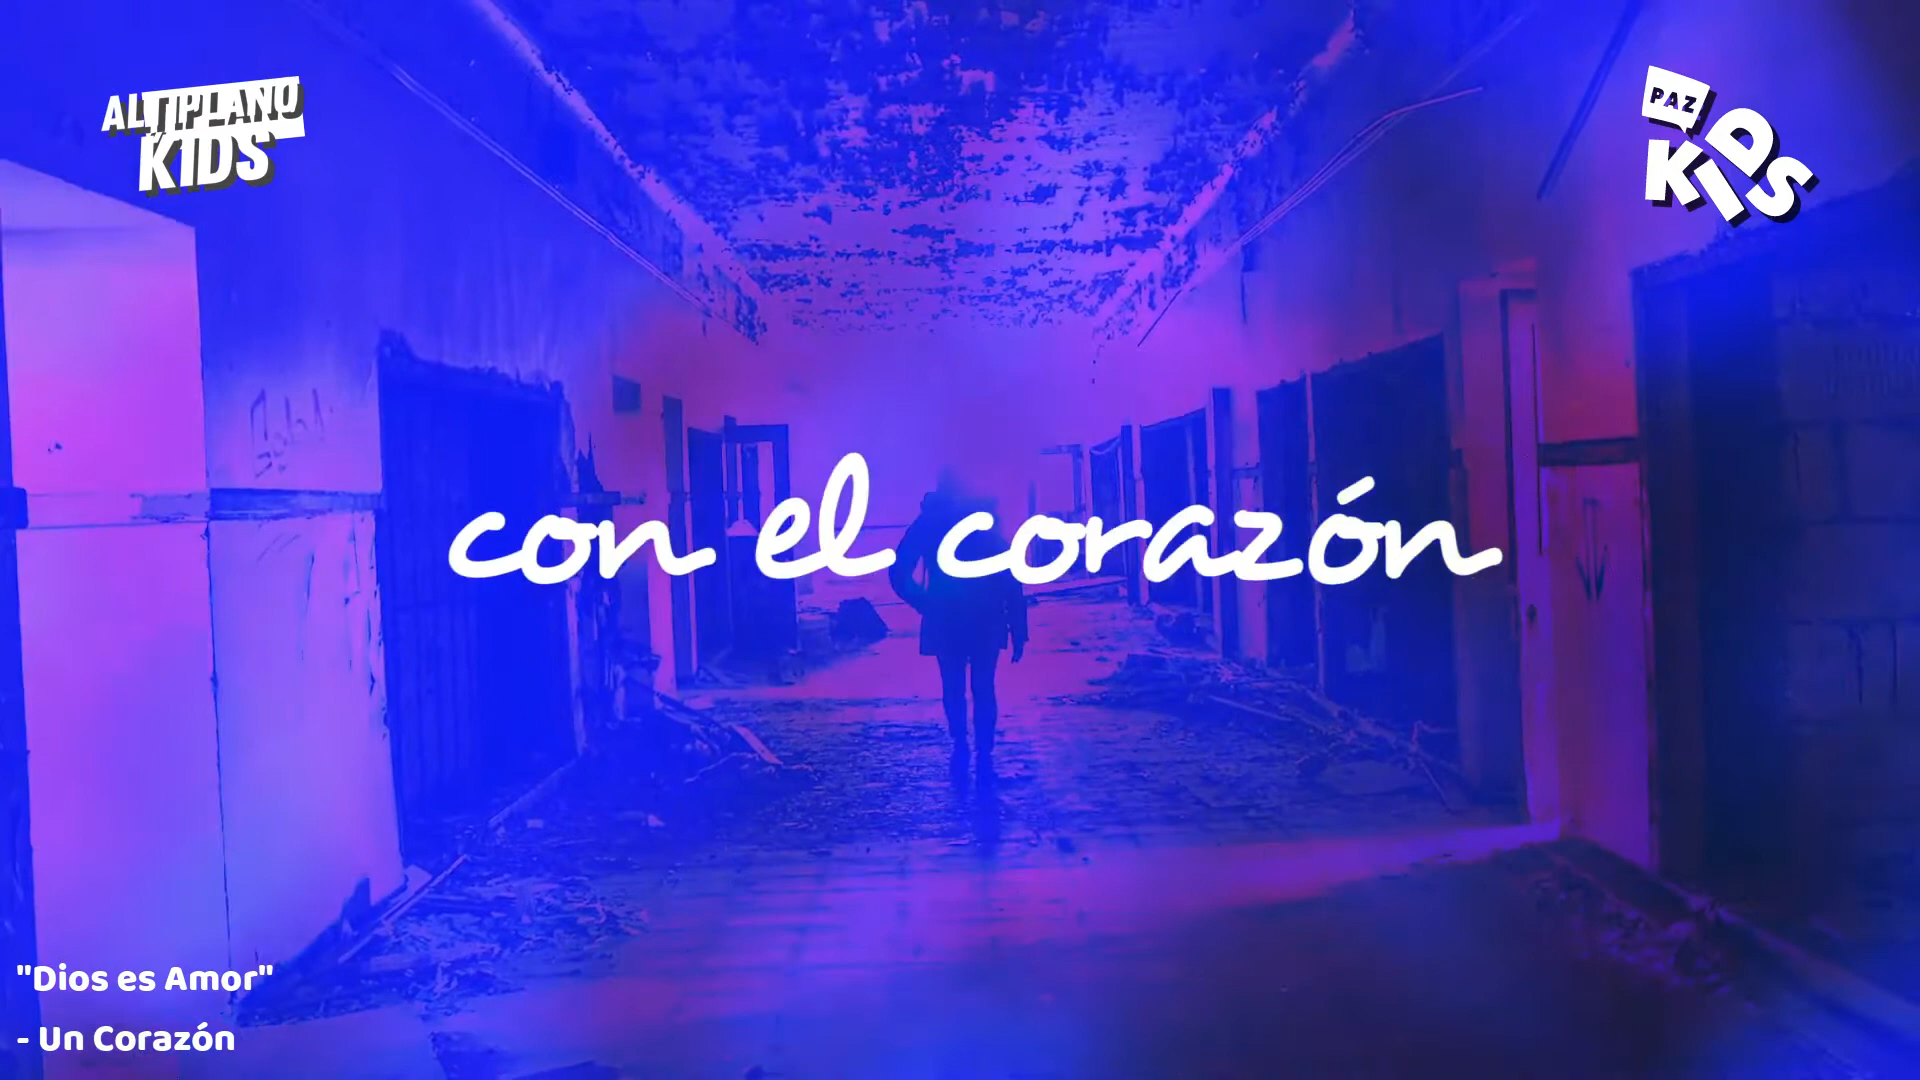 ALTIPLANO
KIDS
PAZ
KIDS
con el corazón
"Dios es Amor"
- Un Corazón